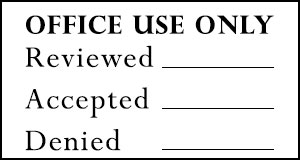 OFFICE USE ONLY
Reviewed
Accepted
Denied